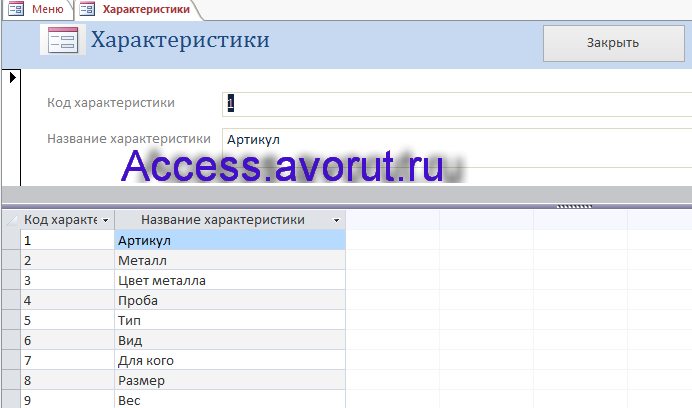 Меню
Характеристики
Характеристики
Закрыть
Код характеристики
1
Название характеристики
Артикул
Access.avorut.ru
Код характе
Название характеристики
1 Артикул
2 Металл
3 Цвет металла
4 Проба
5 Тип
6 Вид
7 Для кого
8 Размер
9 Вес